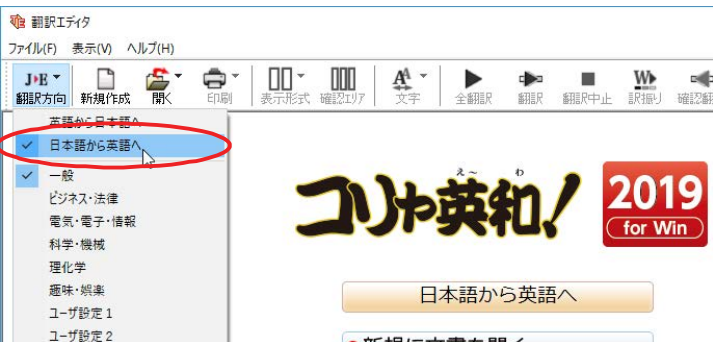 翻訳エディタ
ファイル(F) 表示(V) ヘルプ(H)
J▸E
翻訳方向 新規作成 開く 印刷 表示形式 確認エリア 文字 全翻訳 翻訳 翻訳中止 訳振り 確認翻
英語から日本語へ
日本語から英語へ
一般
ビジネス・法律
電気・電子・情報
科学・機械
理化学
趣味・娯楽
ユーザ設定 1
ユーザ設定 2
え～ わ
コリャ英和!
2019
for Win
日本語から英語へ